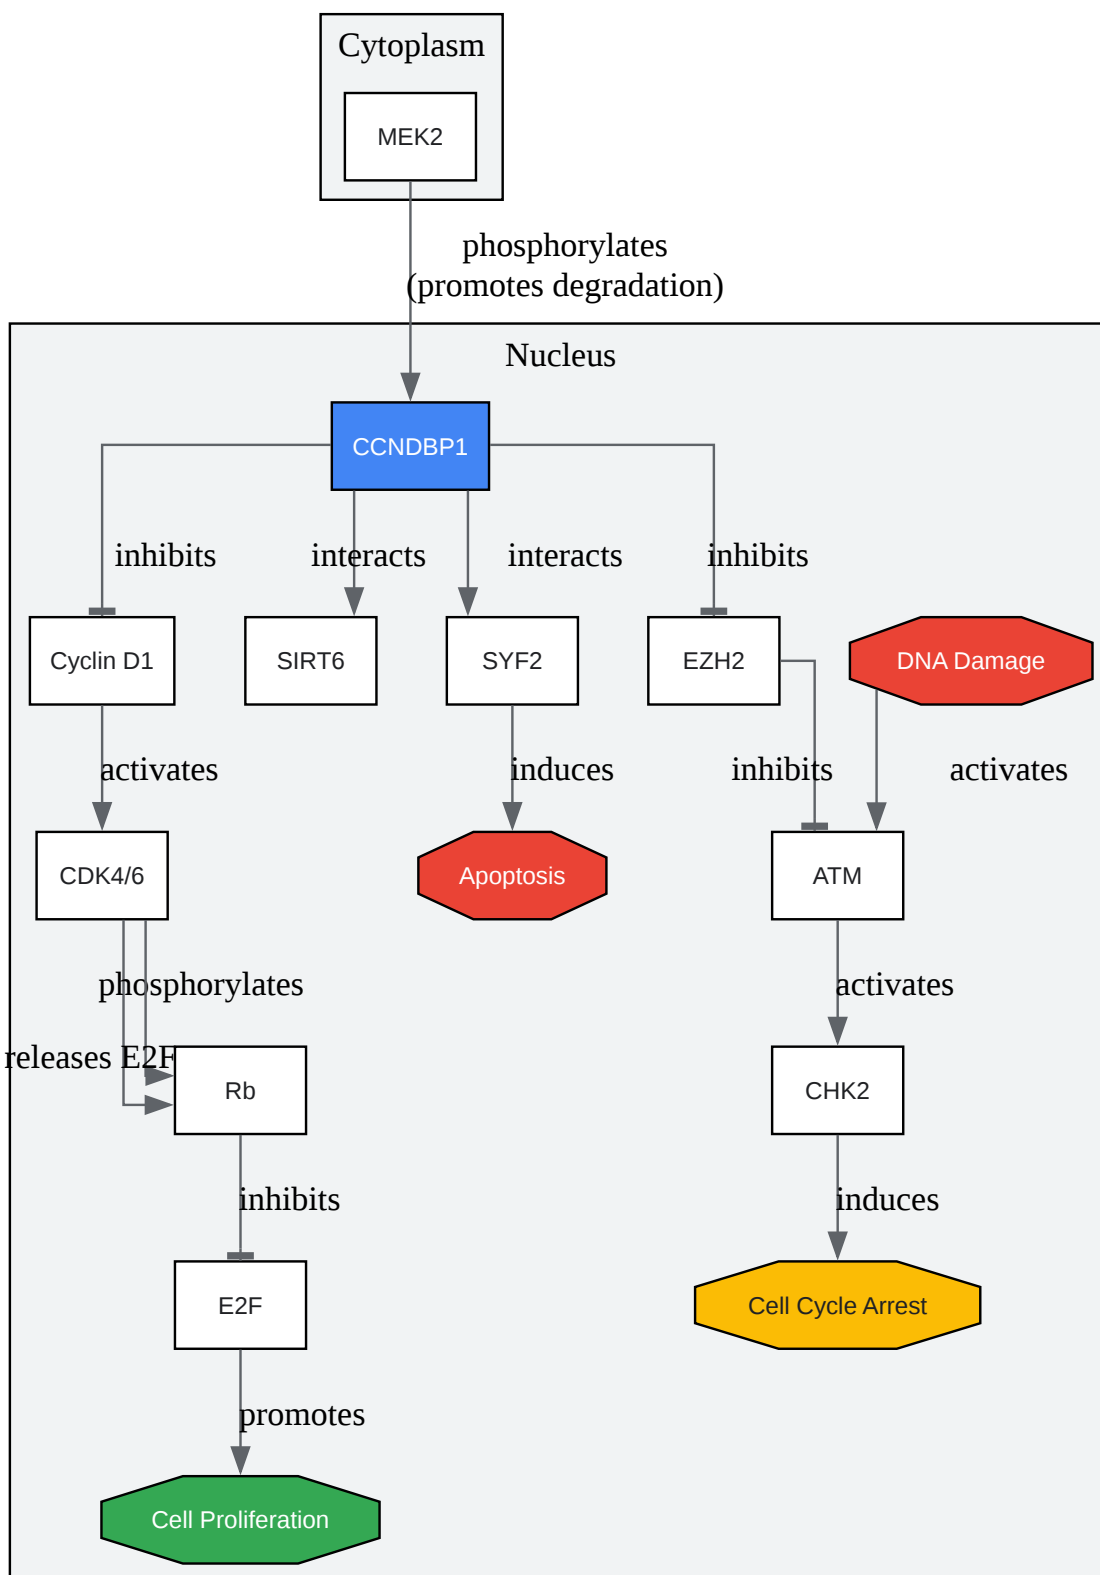 Cytoplasm
MEK2
phosphorylates
(promotes degradation)
Nucleus
CCNDBP1
inhibits
interacts
interacts
inhibits
Cyclin D1
SIRT6
SYF2
EZH2
DNA Damage
activates
induces
inhibits
activates
CDK4/6
Apoptosis
ATM
phosphorylates
activates
releases E2F
Rb
CHK2
inhibits
induces
E2F
Cell Cycle Arrest
promotes
Cell Proliferation